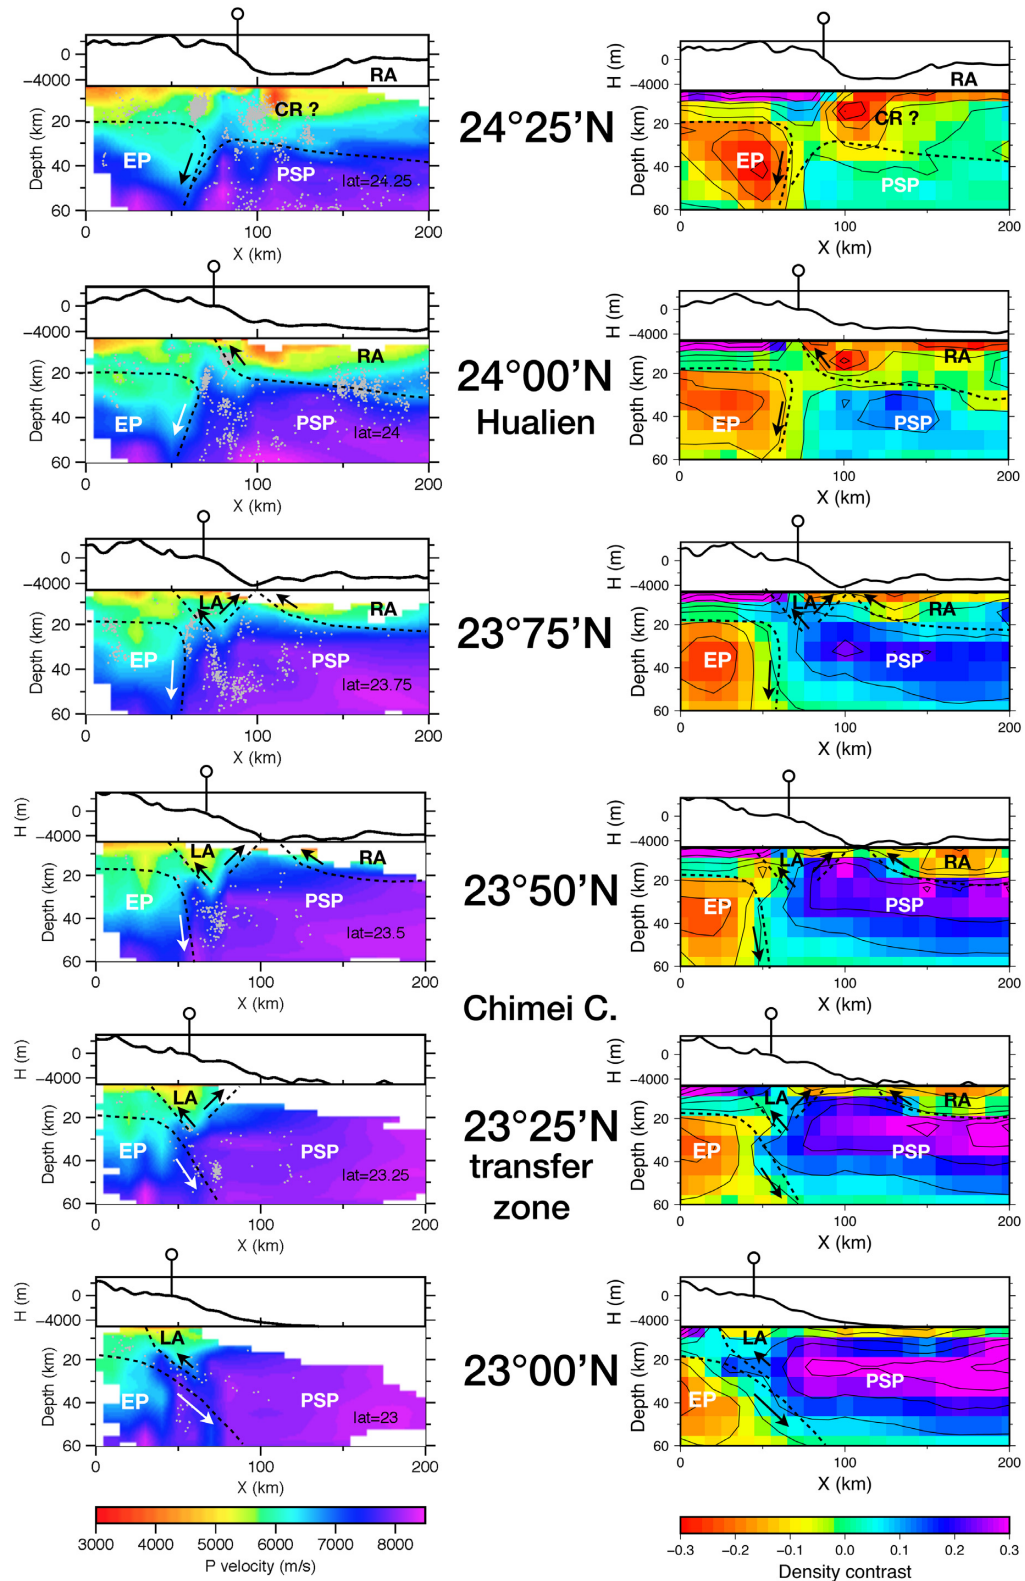 0
−4000
RA
H (m)
0
−4000
RA
20
40
60
Depth (km)
CR ?
EP
PSP
lat=24.25
0
100
200
X (km)
24°25'N
20
40
60
Depth (km)
CR ?
EP
PSP
0
50
100
150
200
X (km)
0
−4000
H (m)
0
−4000
20
40
60
Depth (km)
RA
EP
PSP
lat=24
0
100
200
X (km)
24°00'N
Hualien
20
40
60
Depth (km)
RA
EP
PSP
0
50
100
150
200
X (km)
0
−4000
H (m)
0
−4000
20
40
60
Depth (km)
LA
RA
EP
PSP
lat=23.75
0
100
200
X (km)
23°75'N
20
40
60
Depth (km)
LA
RA
EP
PSP
0
50
100
150
200
X (km)
H (m)
0
−4000
H (m)
0
−4000
20
40
60
Depth (km)
LA
RA
EP
PSP
lat=23.5
0
100
200
X (km)
23°50'N
20
40
60
Depth (km)
LA
RA
EP
PSP
0
50
100
150
200
X (km)
Chimei C.
H (m)
0
−4000
H (m)
0
−4000
20
40
60
Depth (km)
LA
EP
PSP
lat=23.25
0
100
200
X (km)
23°25'N
transfer
zone
20
40
60
Depth (km)
LA
RA
EP
PSP
0
50
100
150
200
X (km)
H (m)
0
−4000
H (m)
0
−4000
20
40
60
Depth (km)
LA
EP
PSP
lat=23
0
100
200
X (km)
23°00'N
20
40
60
Depth (km)
LA
EP
PSP
0
50
100
150
200
X (km)
3000 4000 5000 6000 7000 8000
P velocity (m/s)
−0.3 −0.2 −0.1 0.0 0.1 0.2 0.3
Density contrast